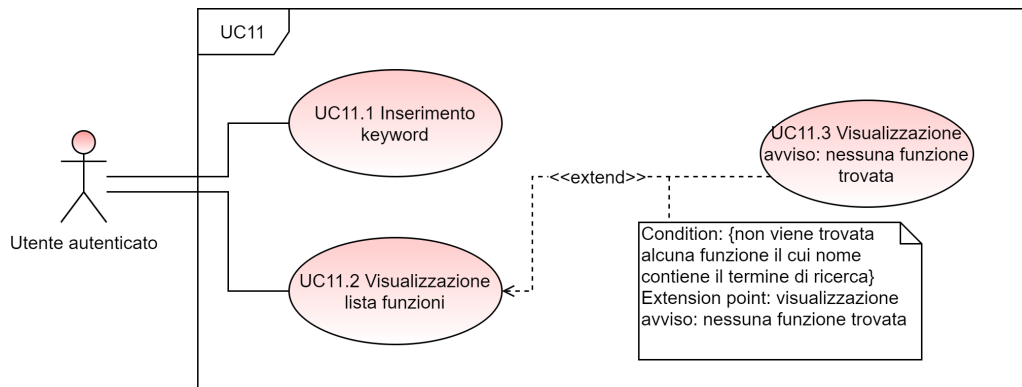 UC11
UC11.1 Inserimento
keyword
UC11.3 Visualizzazione
avviso: nessuna funzione
trovata
<<extend>>
Utente autenticato
Condition: {non viene trovata
alcuna funzione il cui nome
contiene il termine di ricerca}
Extension point: visualizzazione
avviso: nessuna funzione trovata
UC11.2 Visualizzazione
lista funzioni